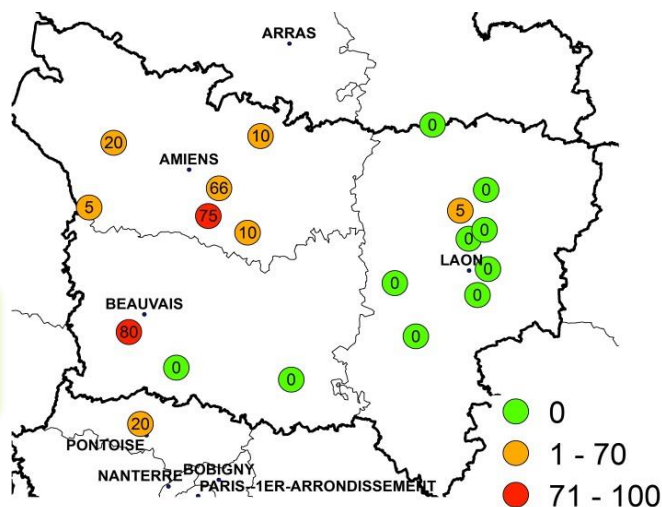 ARRAS
0
10
20
AMIENS
66
0
5
5
75
0
10
0
LAON
0
0
0
BEAUVAIS
80
0
0
0
20
PONTOISE
NANTERRE
BOBIGNY
PARIS-1ER-ARRONDISSEMENT
0
1 - 70
71 - 100